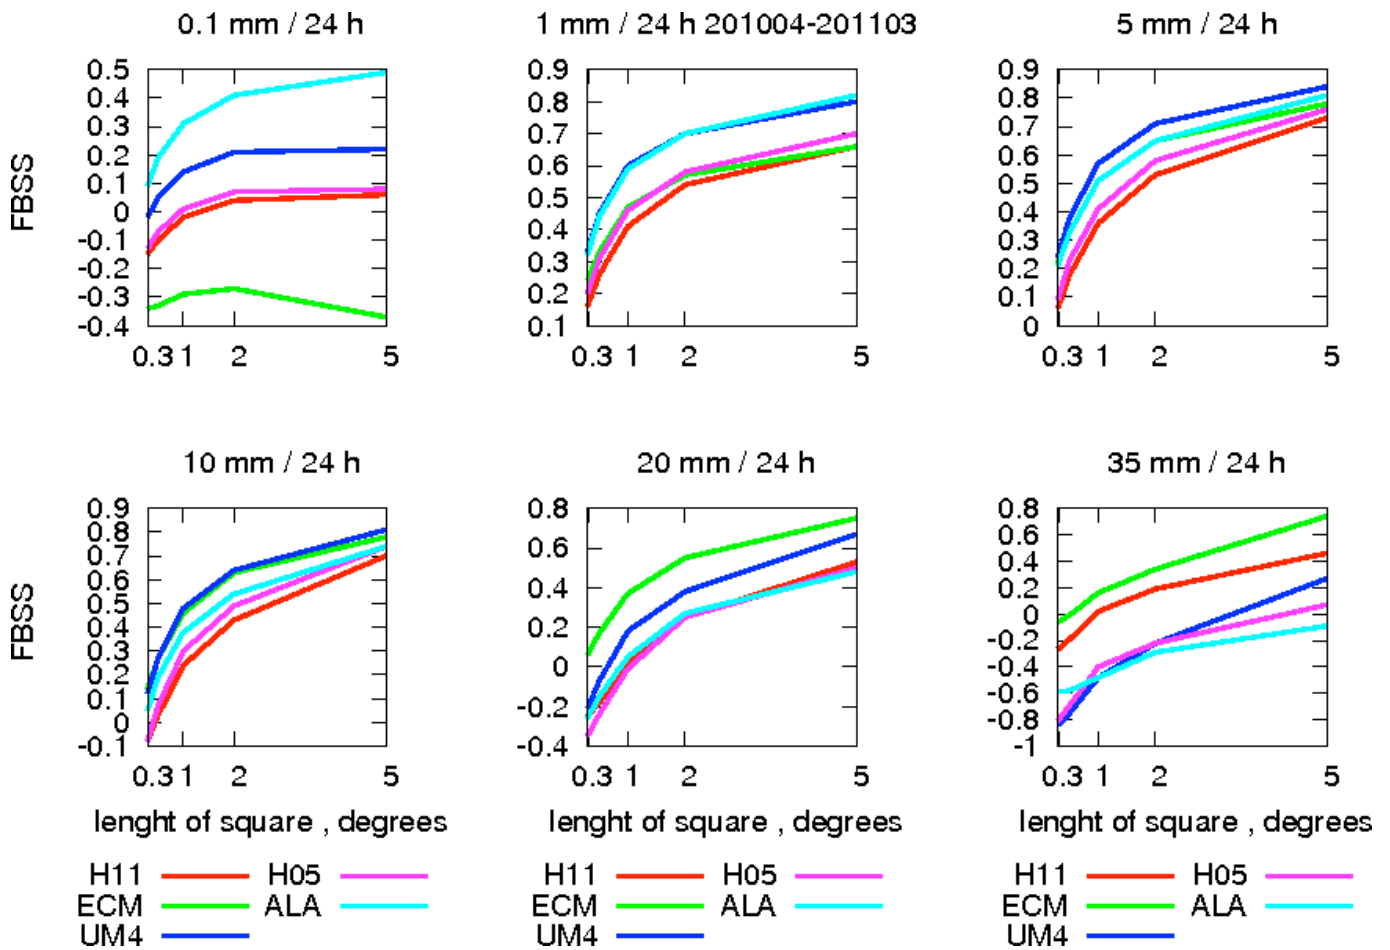 0.1 mm / 24 h
1 mm / 24 h 201004-201103
5 mm / 24 h
FBSS
0.5
0.4
0.3
0.2
0.1
0
-0.1
-0.2
-0.3
-0.4
0.3 1 2 5
0.9
0.8
0.7
0.6
0.5
0.4
0.3
0.2
0.1
0.3 1 2 5
0.9
0.8
0.7
0.6
0.5
0.4
0.3
0.2
0.1
0
0.3 1 2 5
10 mm / 24 h
20 mm / 24 h
35 mm / 24 h
FBSS
0.9
0.8
0.7
0.6
0.5
0.4
0.3
0.2
0.1
0
-0.1
0.3 1 2 5
0.8
0.6
0.4
0.2
0
-0.2
-0.4
0.3 1 2 5
0.8
0.6
0.4
0.2
0
-0.2
-0.4
-0.6
-0.8
-1
0.3 1 2 5
lenght of square , degrees
lenght of square , degrees
lenght of square , degrees
H11 H05
ECM ALA
UM4
H11 H05
ECM ALA
UM4
H11 H05
ECM ALA
UM4